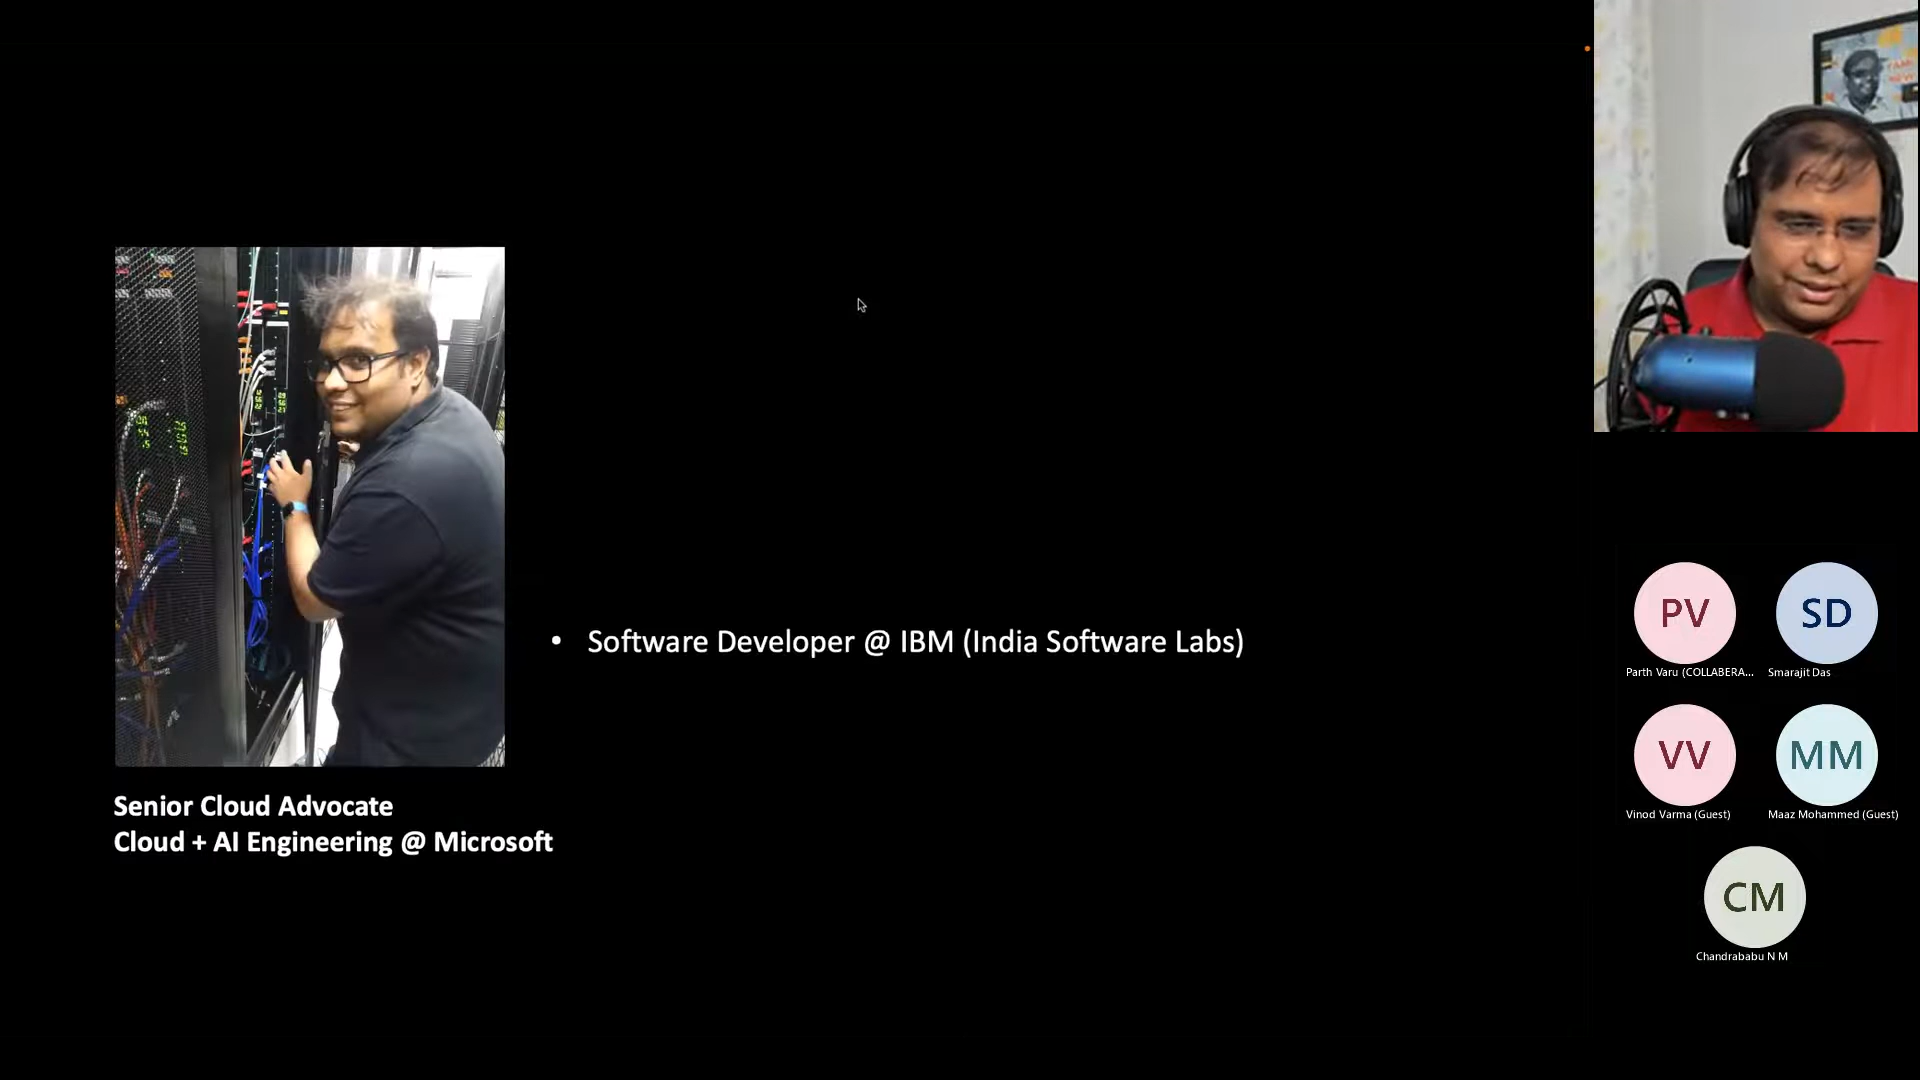 Software Developer @ IBM (India Software Labs)
Senior Cloud Advocate
Cloud + AI Engineering @ Microsoft
PV
SD
Parth Varu (COLLABERA...
Smarajit Das
VV
MM
Vinod Varma (Guest)
Maaz Mohammed (Guest)
CM
Chandrababu N M